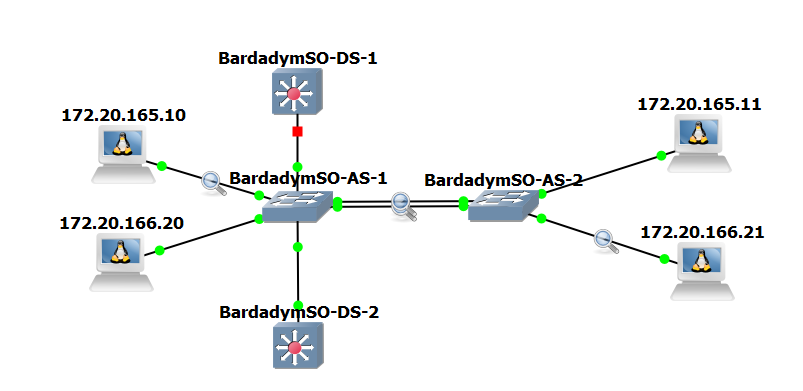 BardadymSO-DS-1
172.20.165.10
172.20.165.11
BardadymSO-AS-1
BardadymSO-AS-2
172.20.166.20
172.20.166.21
BardadymSO-DS-2